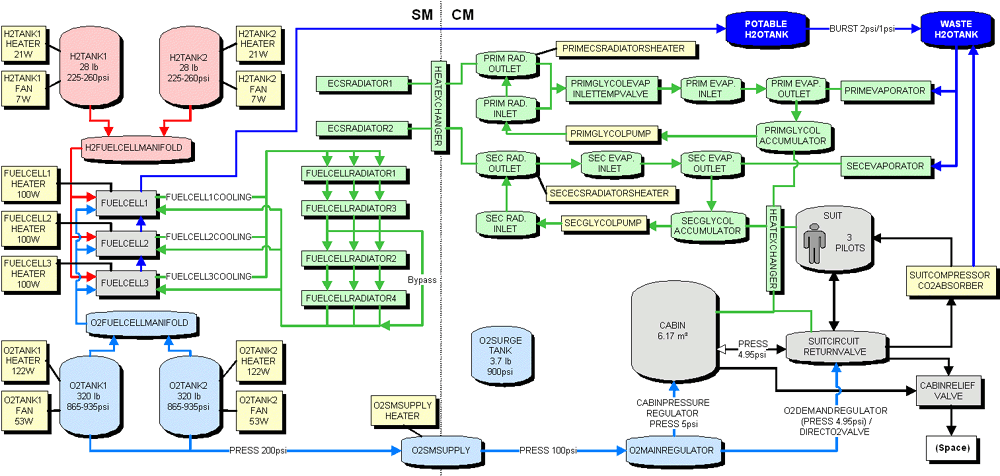 SM
CM
H2TANK1
HEATER
21W
H2TANK1
FAN
7W
H2TANK1
28 lb
225-260psi
H2TANK2
28 lb
225-260psi
H2TANK2
HEATER
21W
H2TANK2
FAN
7W
H2FUELCELLMANIFOLD
FUELCELL1
HEATER
100W
FUELCELL2
HEATER
100W
FUELCELL3
HEATER
100W
FUELCELL1
FUELCELL2
FUELCELL3
FUELCELL1COOLING
FUELCELL2COOLING
FUELCELL3COOLING
O2FUELCELLMANIFOLD
O2TANK1
HEATER
122W
O2TANK1
FAN
53W
O2TANK1
320 lb
865-935psi
O2TANK2
320 lb
865-935psi
O2TANK2
HEATER
122W
O2TANK2
FAN
53W
PRESS 200psi
ECSRADIATOR1
ECSRADIATOR2
FUELCELLRADIATOR1
FUELCELLRADIATOR3
FUELCELLRADIATOR2
FUELCELLRADIATOR4
Bypass
HEATEXCHANGER
O2SMSUPPLY
HEATER
O2SMSUPPLY
PRESS 100psi
POTABLE
H2OTANK
BURST 2psi/1psi
WASTE
H2OTANK
PRIM RAD.
OUTLET
PRIMECSRADIATORSHEATER
PRIM RAD.
INLET
PRIMGLYCOLEVAP
INLETTEMPVALVE
PRIM EVAP.
INLET
PRIM EVAP.
OUTLET
PRIMEVAPORATOR
PRIMGLYCOLPUMP
PRIMGLYCOL
ACCUMULATOR
SEC RAD.
OUTLET
SEC EVAP.
INLET
SEC EVAP.
OUTLET
SECEVAPORATOR
SECECSRADIATORSHEATER
SEC RAD.
INLET
SECGLYCOLPUMP
SECGLYCOL
ACCUMULATOR
HEATEXCHANGER
SUIT
3
PILOTS
SUITCOMPRESSOR
CO2ABSORBER
O2SURGE
TANK
3.7 lb
900psi
CABIN
6.17 m³
PRESS
4.95psi
SUITCIRCUIT
RETURNVALVE
CABINPRESSURE
REGULATOR
PRESS 5psi
O2DEMANDREGULATOR
(PRESS 4.95psi) /
DIRECTO2VALVE
CABINRELIEF
VALVE
O2MAINREGULATOR
(Space)